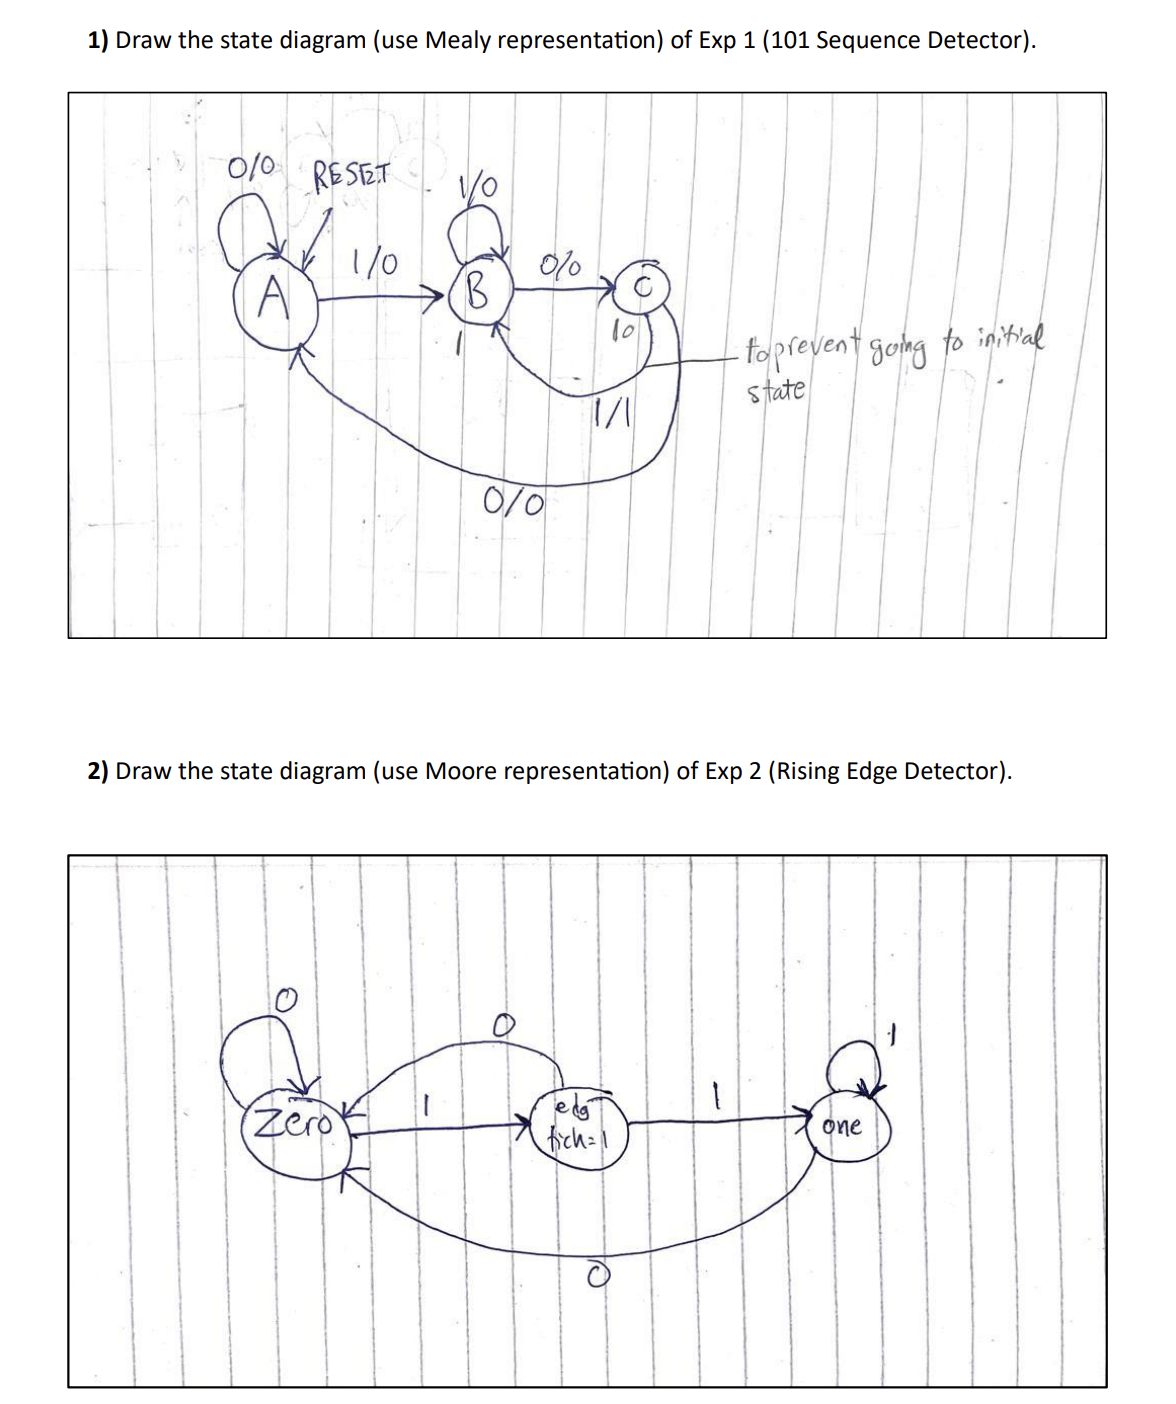 1) Draw the state diagram (use Mealy representation) of Exp 1 (101 Sequence Detector).
0/0 RESET 1/0
1/0 0/0
A B C
1 10
to prevent going to initial
state
1/1
0/0
2) Draw the state diagram (use Moore representation) of Exp 2 (Rising Edge Detector).
0
0 1
1 1
Zero edg one
tick=1
0